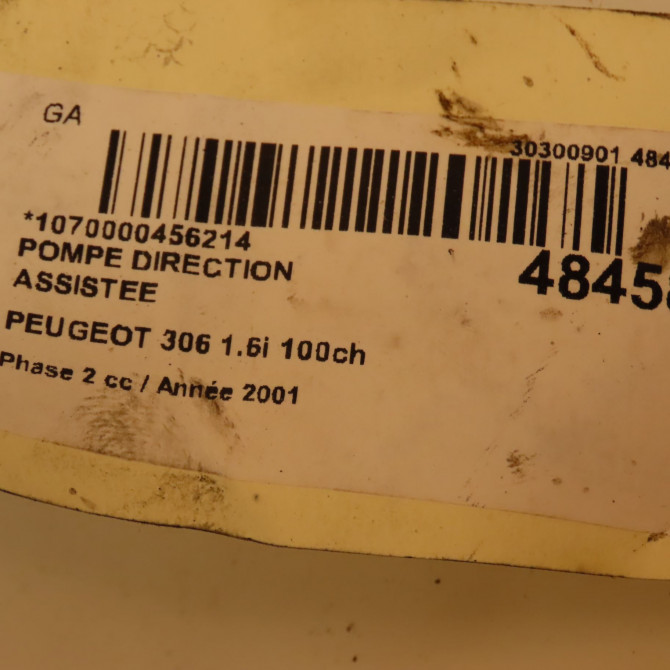 GA
30300901 484
*1070000456214
POMPE DIRECTION
ASSISTEE
4845
PEUGEOT 306 1.6i 100ch
Phase 2 cc / Année 2001